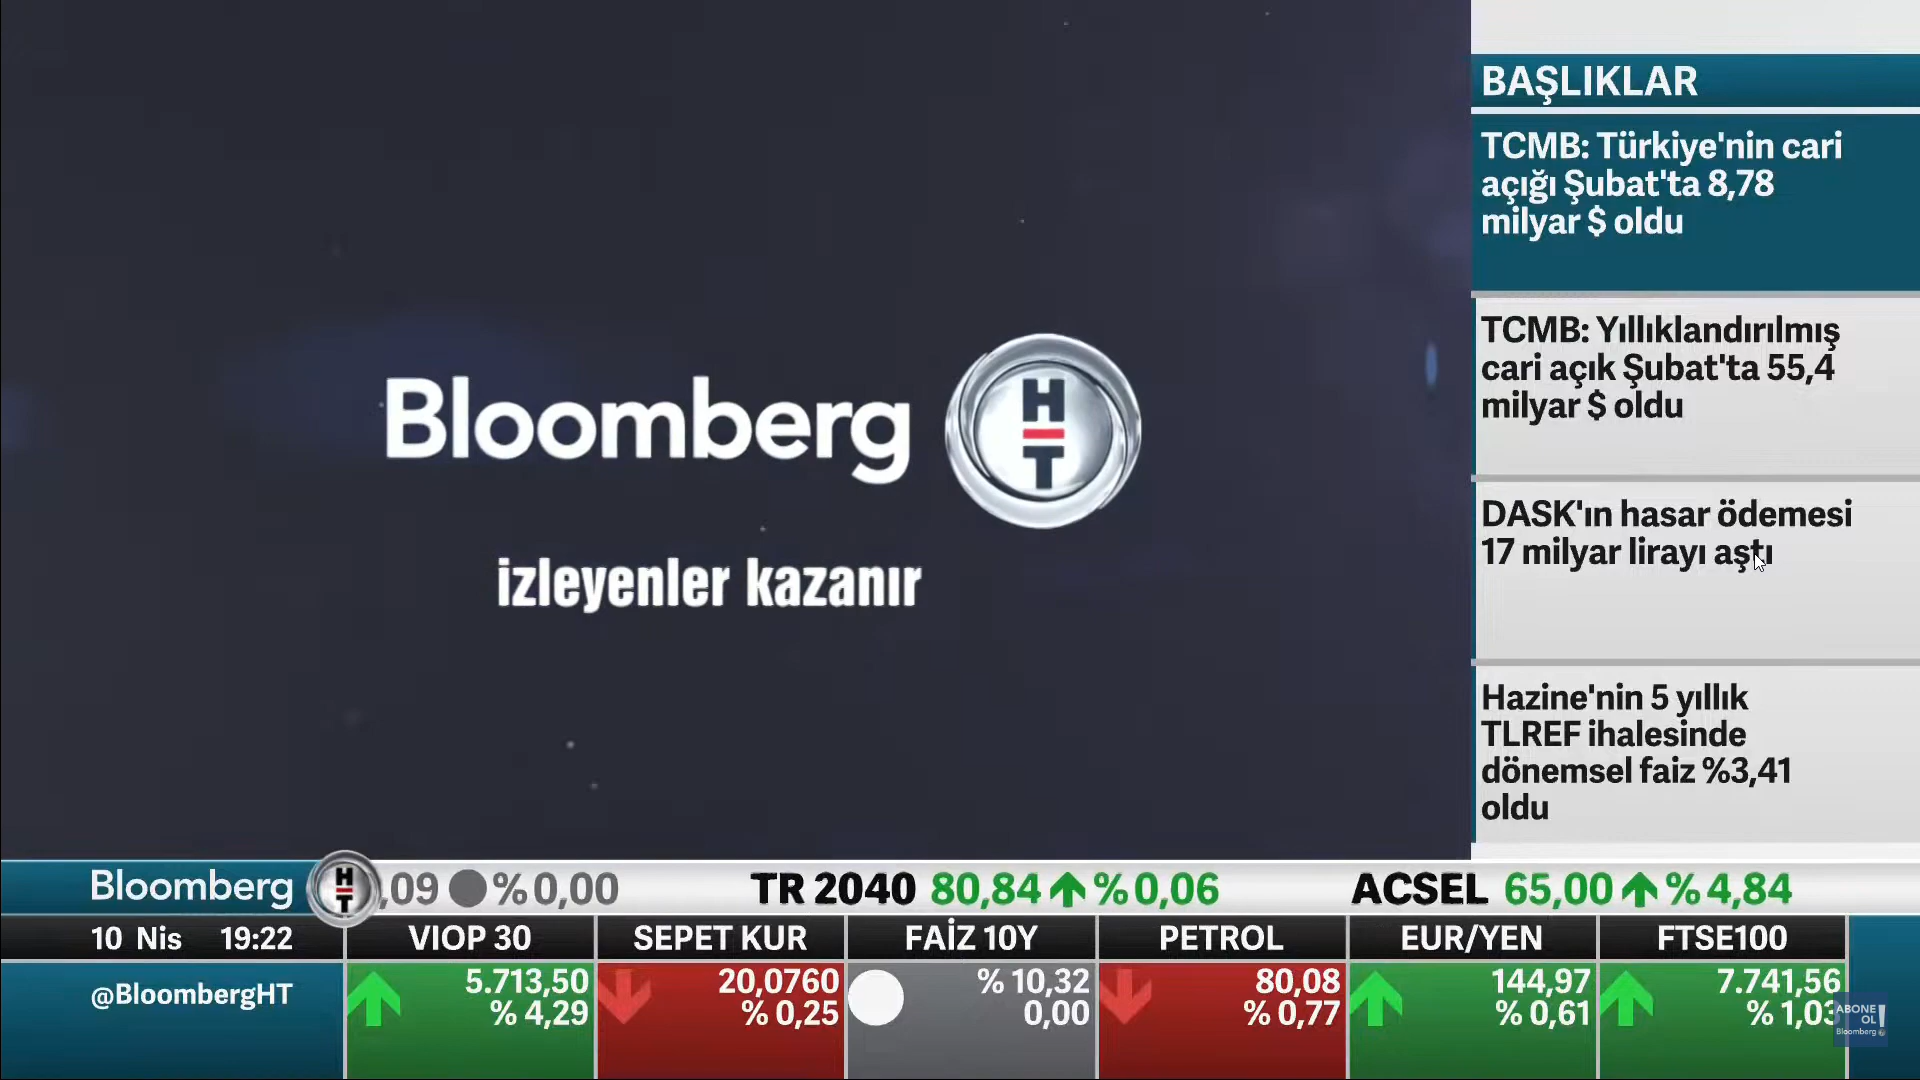 BAŞLIKLAR
TCMB: Türkiye'nin cari
açığı Şubat'ta 8,78
milyar $ oldu
TCMB: Yıllıklandırılmış
cari açık Şubat'ta 55,4
milyar $ oldu
DASK'ın hasar ödemesi
17 milyar lirayı aştı
Hazine'nin 5 yıllık
TLREF ihalesinde
dönemsel faiz %3,41
oldu
Bloomberg HT
izleyenler kazanır
Bloomberg HT ,09 % 0,00 TR 2040 80,84 % 0,06 ACSEL 65,00 % 4,84
10 Nis 19:22 VIOP 30 SEPET KUR FAİZ 10Y PETROL EUR/YEN FTSE100
@BloombergHT 5.713,50 20,0760 % 10,32 80,08 144,97 7.741,56
% 4,29 % 0,25 0,00 % 0,77 % 0,61 % 1,03
ABONE
OL!
Bloomberg